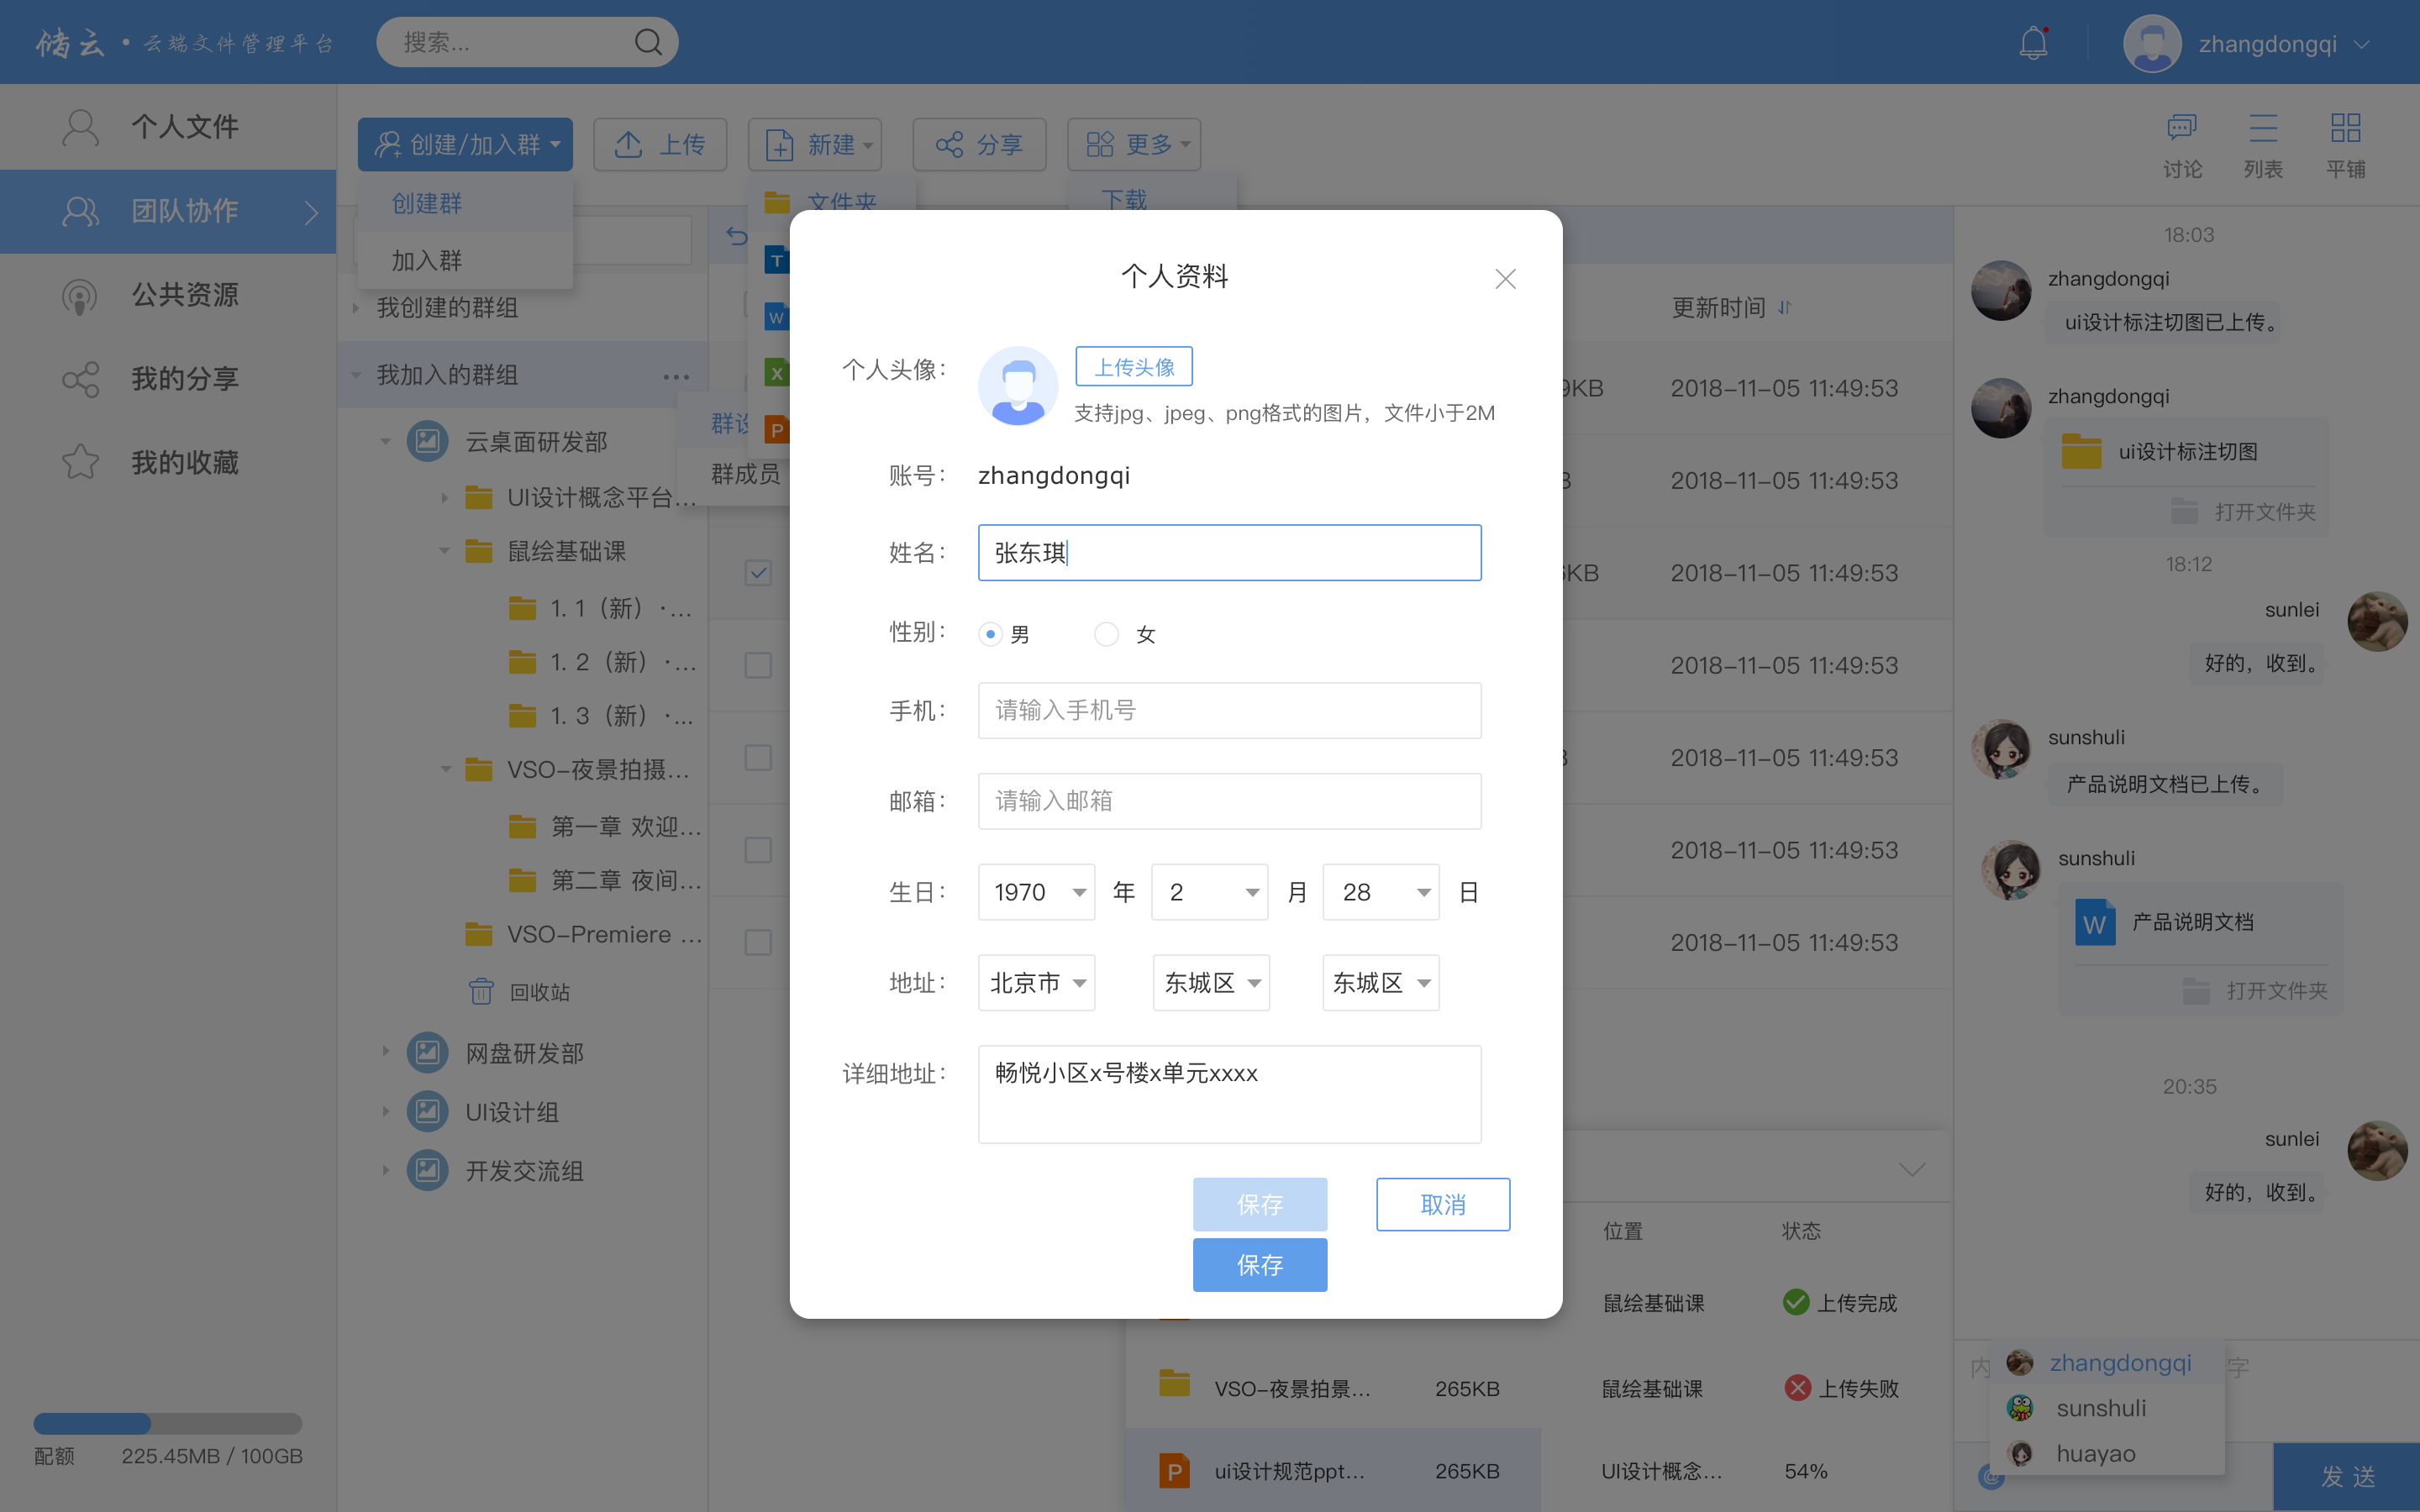 储云 · 云端文件管理平台
搜索...
zhangdongqi
个人文件
团队协作
公共资源
我的分享
我的收藏
配额 225.45MB / 100GB
创建/加入群
上传
新建
分享
更多
讨论
列表
平铺
创建群
加入群
文件夹
下载
我创建的群组
我加入的群组
群设
群成员
云桌面研发部
UI设计概念平台...
鼠绘基础课
1. 1（新）·...
1. 2（新）·...
1. 3（新）·...
VSO-夜景拍摄...
第一章 欢迎...
第二章 夜间...
VSO-Premiere ...
回收站
网盘研发部
UI设计组
开发交流组
更新时间
2018-11-05 11:49:53
2018-11-05 11:49:53
KB 2018-11-05 11:49:53
2018-11-05 11:49:53
2018-11-05 11:49:53
2018-11-05 11:49:53
2018-11-05 11:49:53
个人资料
个人头像：
上传头像
支持jpg、jpeg、png格式的图片，文件小于2M
账号： zhangdongqi
姓名： 张东琪
性别： 男 女
手机： 请输入手机号
邮箱： 请输入邮箱
生日： 1970 年 2 月 28 日
地址： 北京市 东城区 东城区
详细地址： 畅悦小区x号楼x单元xxxx
保存 取消
保存
位置 状态
鼠绘基础课 上传完成
VSO-夜景拍景... 265KB 鼠绘基础课 上传失败
ui设计规范ppt... 265KB UI设计概念... 54%
18:03
zhangdongqi
ui设计标注切图已上传。
zhangdongqi
ui设计标注切图
打开文件夹
18:12
sunlei
好的，收到。
sunshuli
产品说明文档已上传。
sunshuli
产品说明文档
打开文件夹
20:35
sunlei
好的，收到。
内 字
zhangdongqi
sunshuli
huayao
@
发 送